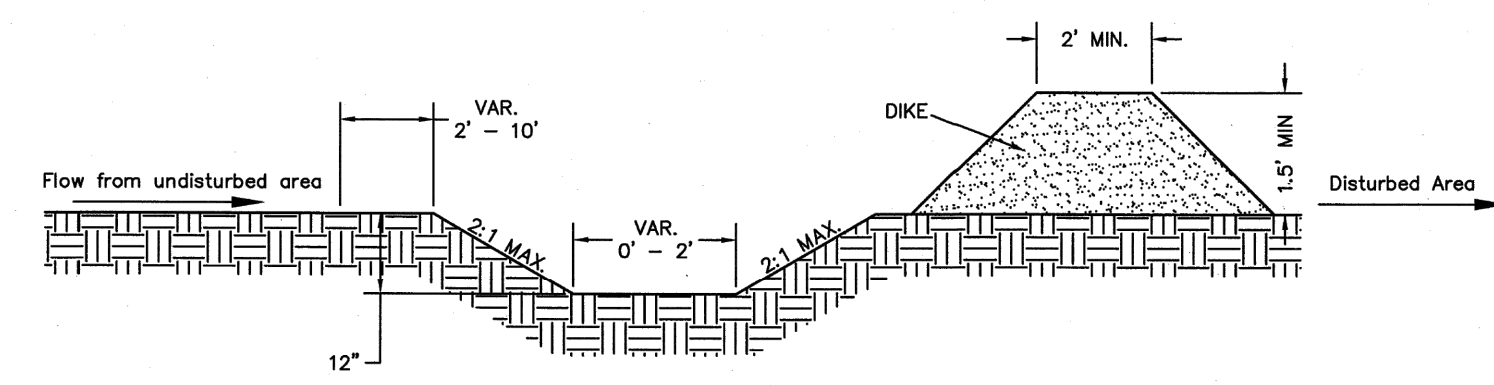 2' MIN.
VAR.
2' - 10'
DIKE
1.5' MIN
Flow from undisturbed area
Disturbed Area
2:1 MAX.
VAR.
0' - 2'
2:1 MAX.
12"